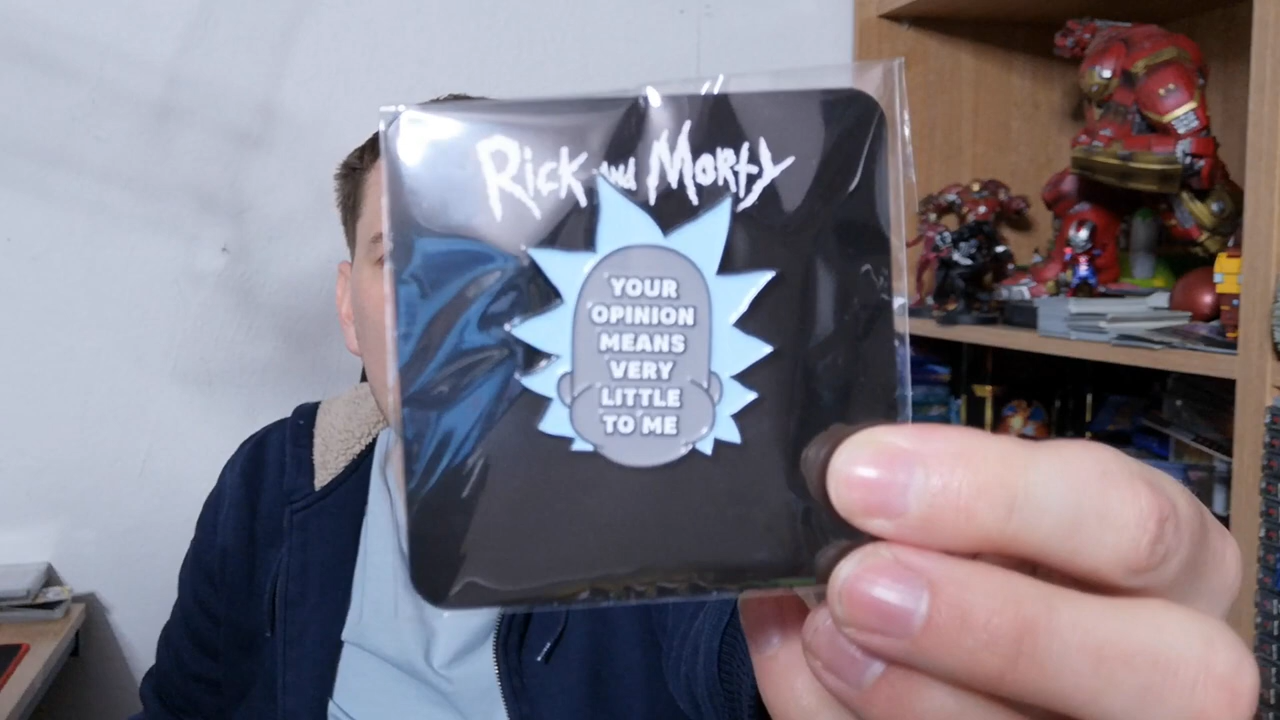 Rick and Morty
YOUR
OPINION
MEANS
VERY
LITTLE
TO ME